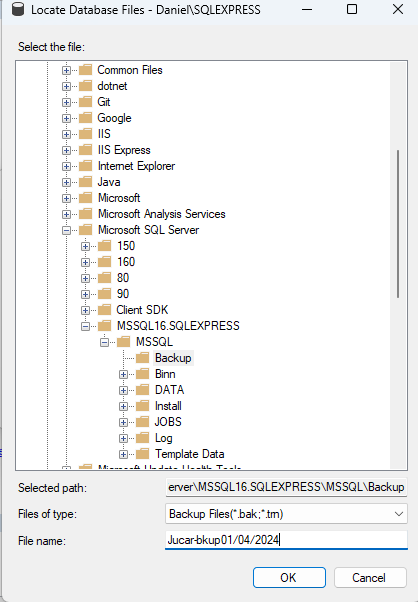 Locate Database Files - Daniel\SQLEXPRESS
Select the file:
Common Files
dotnet
Git
Google
IIS
IIS Express
Internet Explorer
Java
Microsoft
Microsoft Analysis Services
Microsoft SQL Server
150
160
80
90
Client SDK
MSSQL16.SQLEXPRESS
MSSQL
Backup
Binn
DATA
Install
JOBS
Log
Template Data
Microsoft Update Health Tools
Selected path:
erver\MSSQL16.SQLEXPRESS\MSSQL\Backup
Files of type:
Backup Files(*.bak;*.trn)
File name:
Jucar-bkup01/04/2024
OK
Cancel